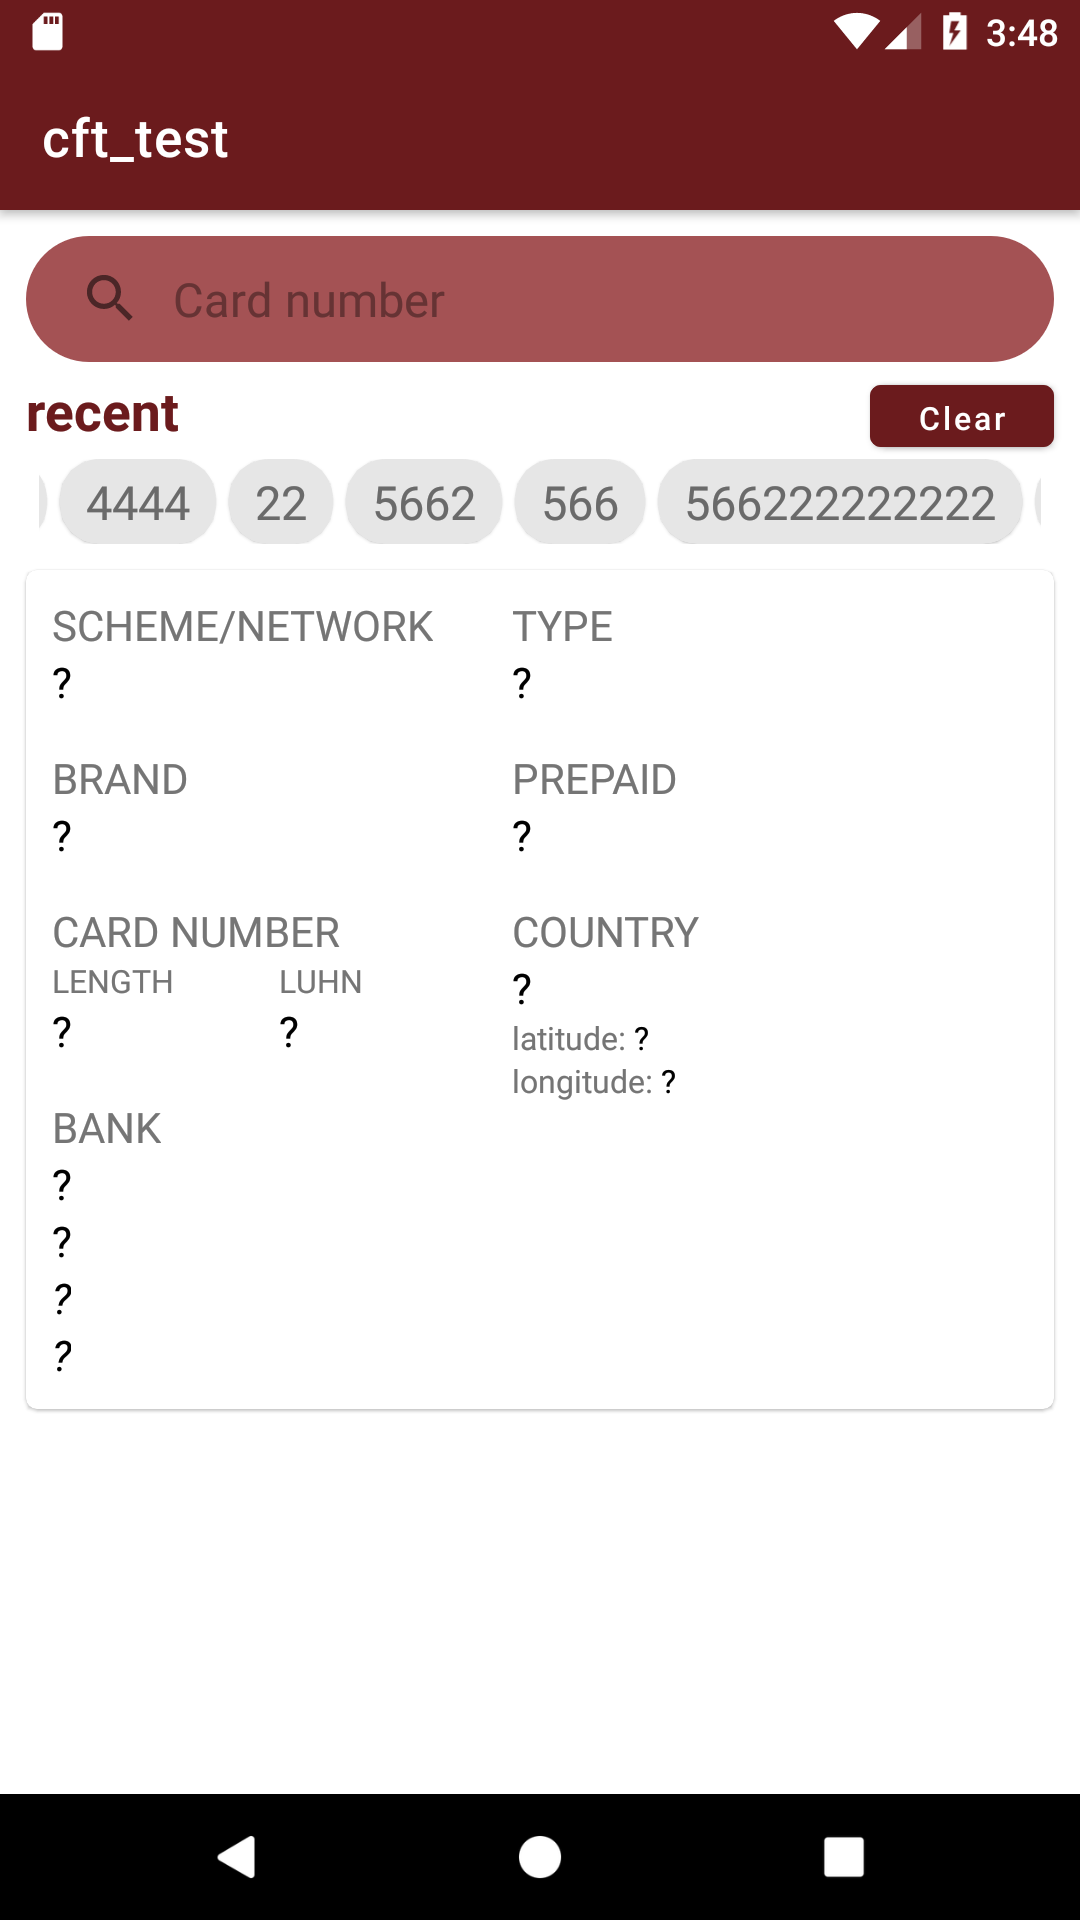 3:48
cft_test
Card number
recent
Clear
4444 22 5662 566 566222222222
SCHEME/NETWORK TYPE
? ?
BRAND PREPAID
? ?
CARD NUMBER COUNTRY
LENGTH LUHN ?
? ? latitude: ?
longitude: ?
BANK
?
?
?
?